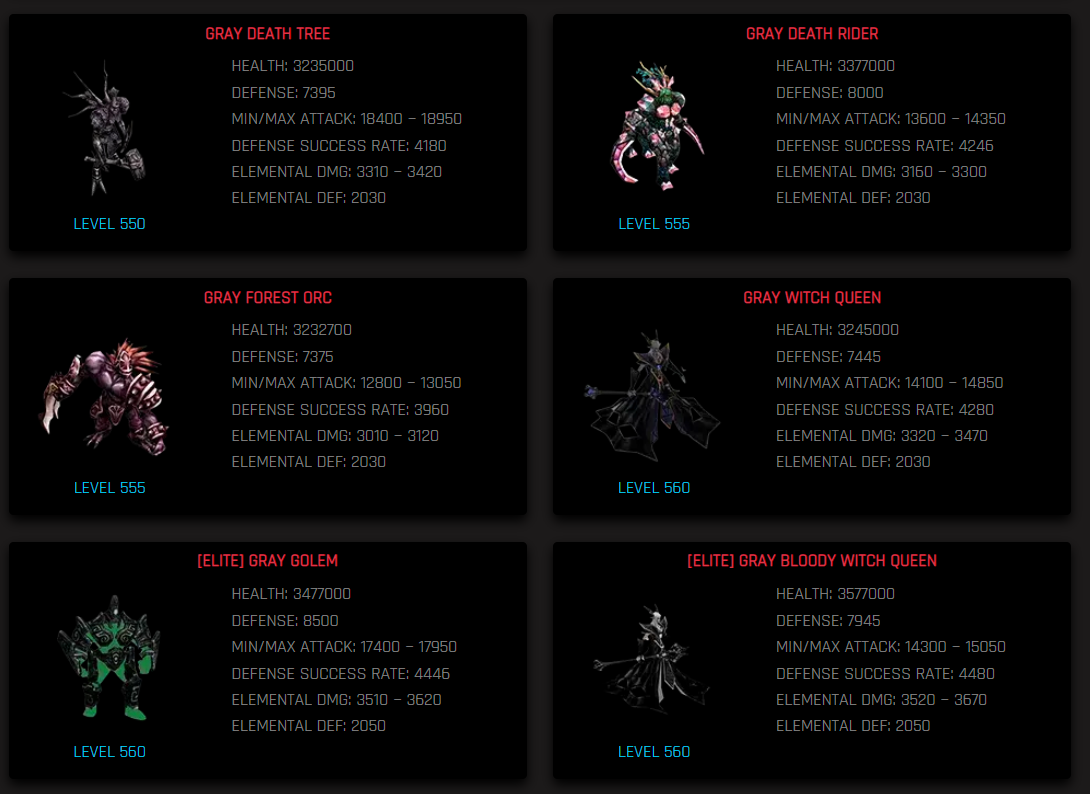 GRAY DEATH TREE
HEALTH: 3235000
DEFENSE: 7395
MIN/MAX ATTACK: 18400 – 18950
DEFENSE SUCCESS RATE: 4180
ELEMENTAL DMG: 3310 – 3420
ELEMENTAL DEF: 2030
LEVEL 550
GRAY DEATH RIDER
HEALTH: 3377000
DEFENSE: 8000
MIN/MAX ATTACK: 13600 – 14350
DEFENSE SUCCESS RATE: 4246
ELEMENTAL DMG: 3160 – 3300
ELEMENTAL DEF: 2030
LEVEL 555
GRAY FOREST ORC
HEALTH: 3232700
DEFENSE: 7375
MIN/MAX ATTACK: 12800 – 13050
DEFENSE SUCCESS RATE: 3960
ELEMENTAL DMG: 3010 – 3120
ELEMENTAL DEF: 2030
LEVEL 555
GRAY WITCH QUEEN
HEALTH: 3245000
DEFENSE: 7445
MIN/MAX ATTACK: 14100 – 14850
DEFENSE SUCCESS RATE: 4280
ELEMENTAL DMG: 3320 – 3470
ELEMENTAL DEF: 2030
LEVEL 560
[ELITE] GRAY GOLEM
HEALTH: 3477000
DEFENSE: 8500
MIN/MAX ATTACK: 17400 – 17950
DEFENSE SUCCESS RATE: 4446
ELEMENTAL DMG: 3510 – 3620
ELEMENTAL DEF: 2050
LEVEL 560
[ELITE] GRAY BLOODY WITCH QUEEN
HEALTH: 3577000
DEFENSE: 7945
MIN/MAX ATTACK: 14300 – 15050
DEFENSE SUCCESS RATE: 4480
ELEMENTAL DMG: 3520 – 3670
ELEMENTAL DEF: 2050
LEVEL 560